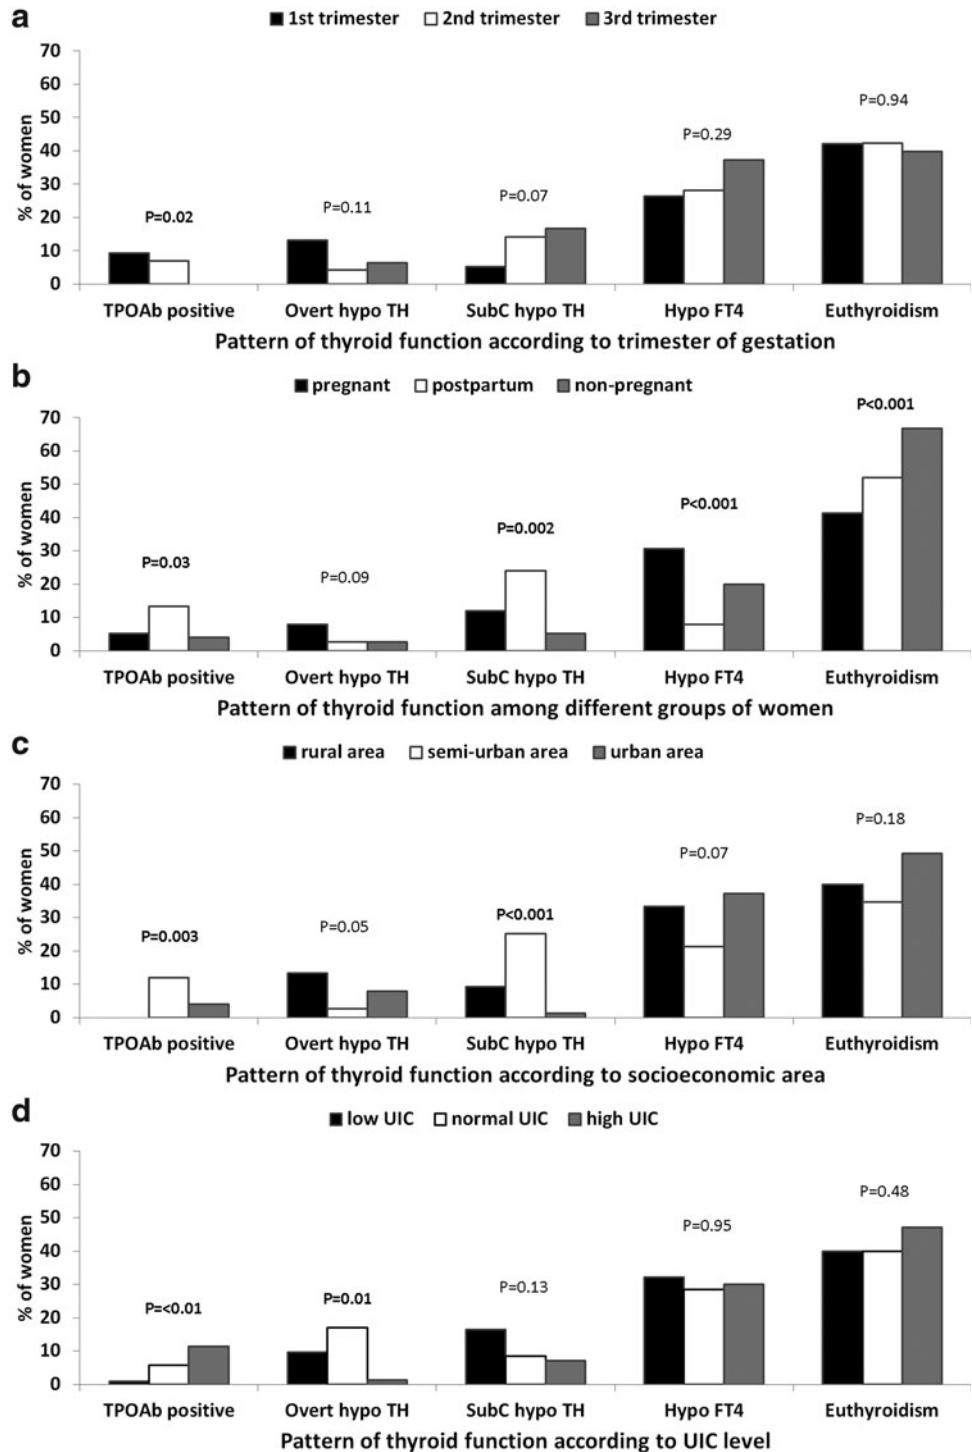 a
1st trimester 2nd trimester 3rd trimester
% of women
70
60
50
40
30
20
10
0
P=0.02
P=0.11
P=0.07
P=0.29
P=0.94
TPOAb positive Overt hypo TH SubC hypo TH Hypo FT4 Euthyroidism
Pattern of thyroid function according to trimester of gestation
b
pregnant postpartum non-pregnant
% of women
70
60
50
40
30
20
10
0
P=0.03
P=0.09
P=0.002
P<0.001
P<0.001
TPOAb positive Overt hypo TH SubC hypo TH Hypo FT4 Euthyroidism
Pattern of thyroid function among different groups of women
c
rural area semi-urban area urban area
% of women
70
60
50
40
30
20
10
0
P=0.003
P=0.05
P<0.001
P=0.07
P=0.18
TPOAb positive Overt hypo TH SubC hypo TH Hypo FT4 Euthyroidism
Pattern of thyroid function according to socioeconomic area
d
low UIC normal UIC high UIC
% of women
70
60
50
40
30
20
10
0
P=<0.01
P=0.01
P=0.13
P=0.95
P=0.48
TPOAb positive Overt hypo TH SubC hypo TH Hypo FT4 Euthyroidism
Pattern of thyroid function according to UIC level